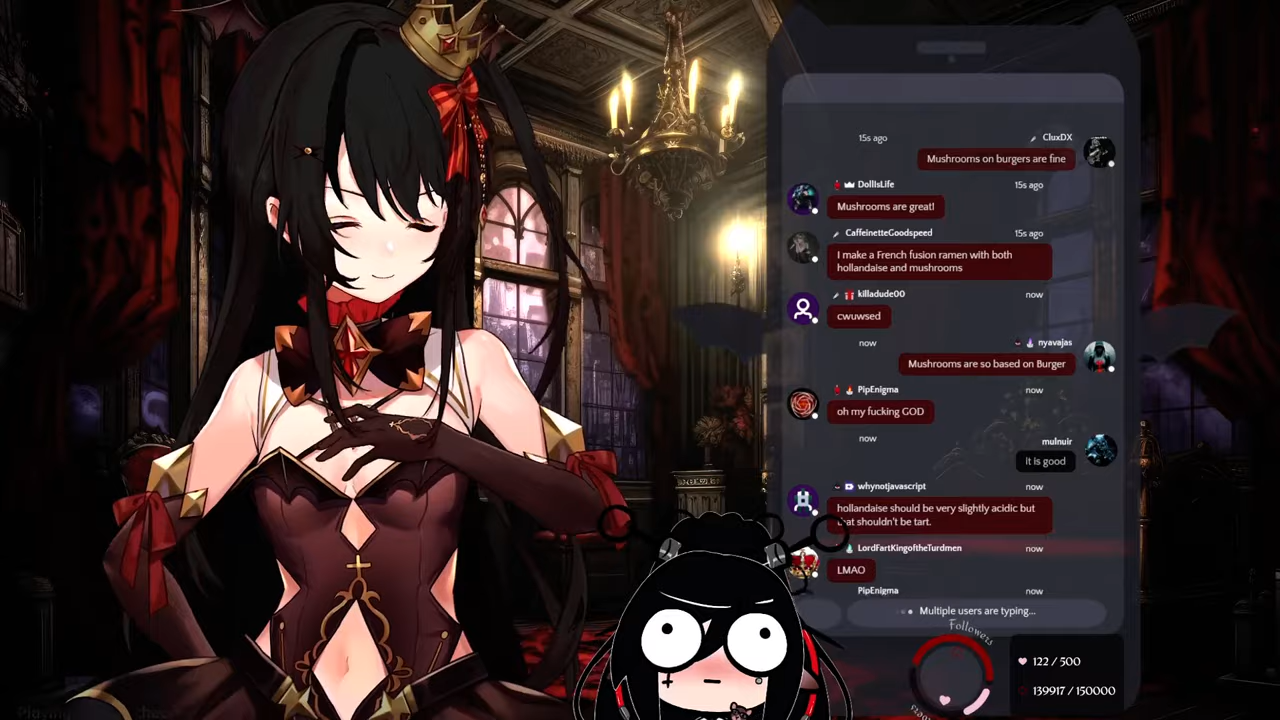 15s ago
CluxDX
Mushrooms on burgers are fine
DollIsLife
15s ago
Mushrooms are great!
CaffeinetteGoodspeed
15s ago
I make a French fusion ramen with both
hollandaise and mushrooms
killadude00
now
cwuwsed
now
nyavajas
Mushrooms are so based on Burger
PipEnigma
now
oh my fucking GOD
now
mulnuir
it is good
whynotjavascript
now
hollandaise should be very slightly acidic but
that shouldn't be tart.
LordFartKingoftheTurdmen
now
LMAO
PipEnigma
now
Multiple users are typing...
Followers
122 / 500
139917 / 150000
Playing